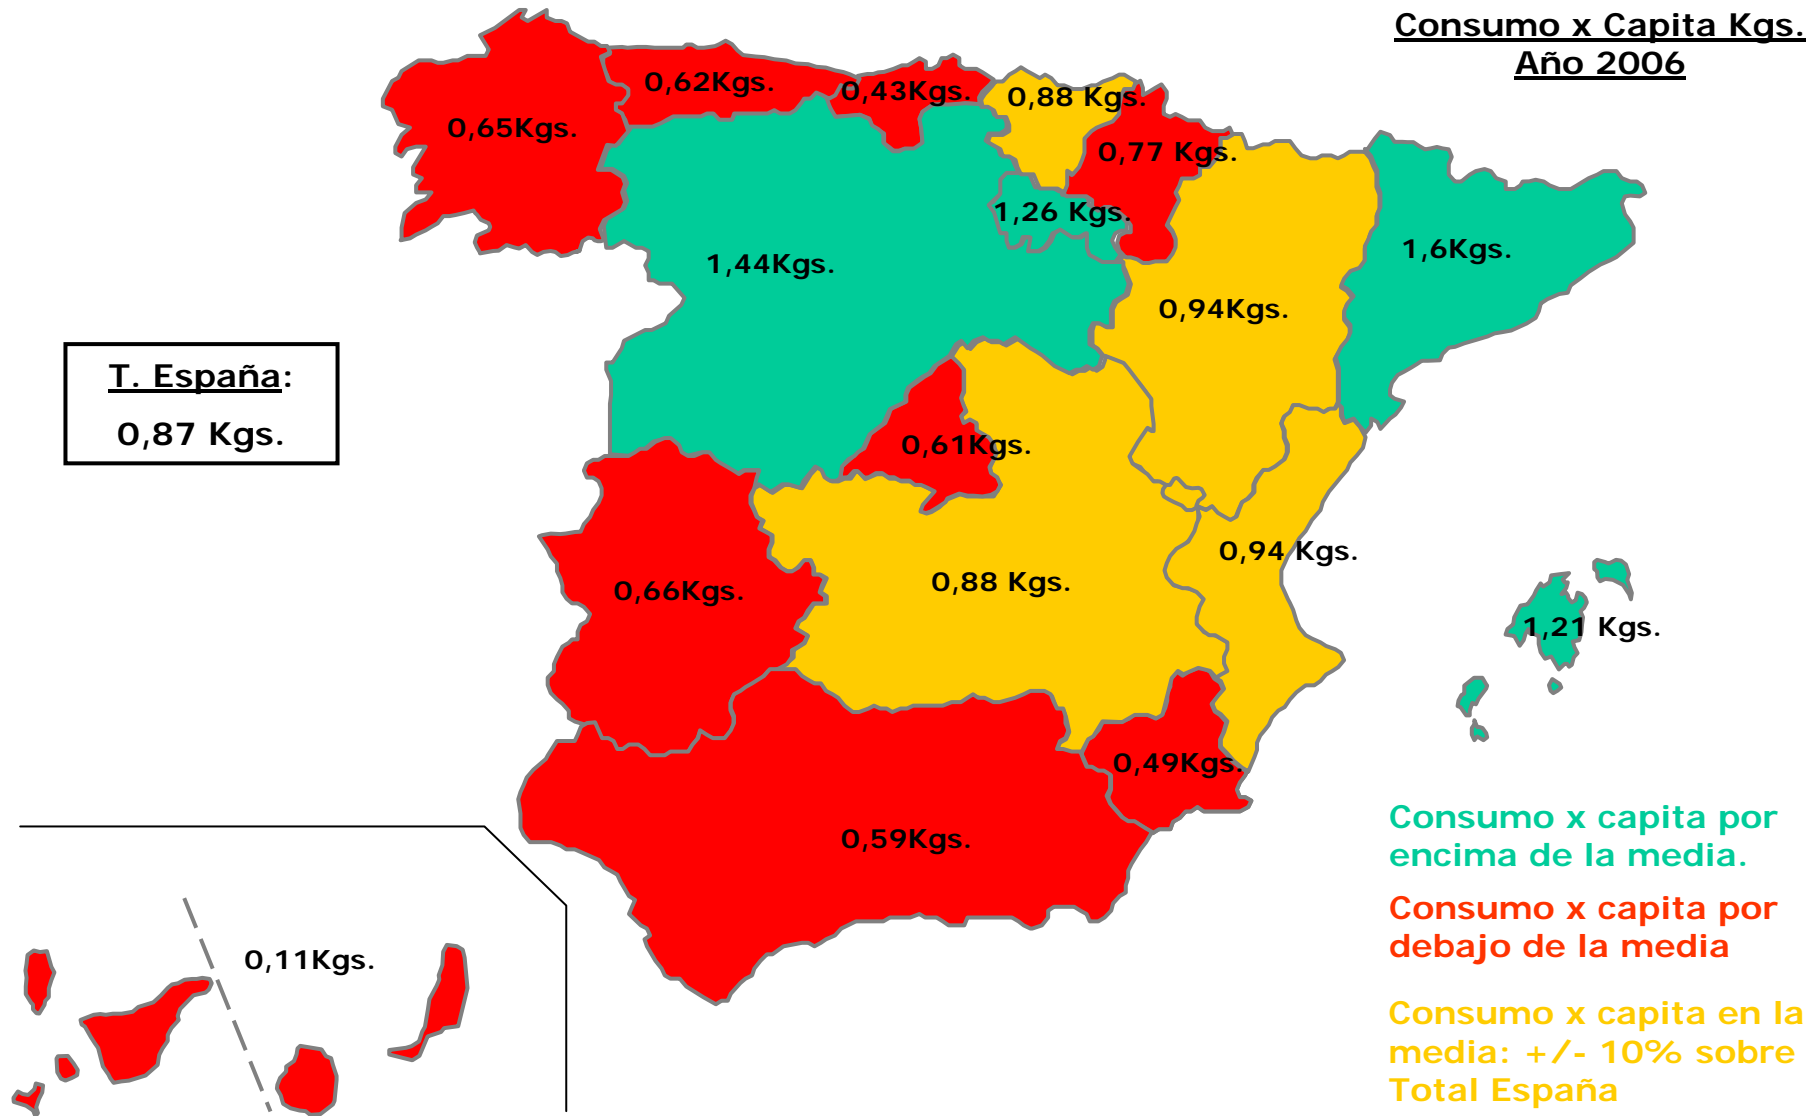 Consumo x Capita Kgs.
Año 2006
0,62Kgs.
0,43Kgs.
0,88 Kgs.
0,65Kgs.
0,77 Kgs.
1,26 Kgs.
1,44Kgs.
1,6Kgs.
0,94Kgs.
T. España:
0,87 Kgs.
0,61Kgs.
0,94 Kgs.
0,88 Kgs.
0,66Kgs.
1,21 Kgs.
0,49Kgs.
0,59Kgs.
0,11Kgs.
Consumo x capita por
encima de la media.
Consumo x capita por
debajo de la media
Consumo x capita en la
media: +/- 10% sobre
Total España